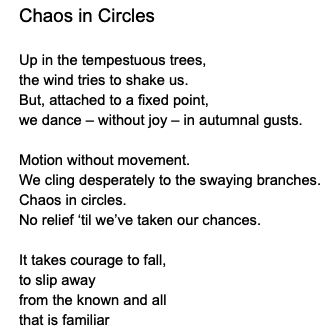 Chaos in Circles
Up in the tempestuous trees,
the wind tries to shake us.
But, attached to a fixed point,
we dance – without joy – in autumnal gusts.
Motion without movement.
We cling desperately to the swaying branches.
Chaos in circles.
No relief ‘til we’ve taken our chances.
It takes courage to fall,
to slip away
from the known and all
that is familiar